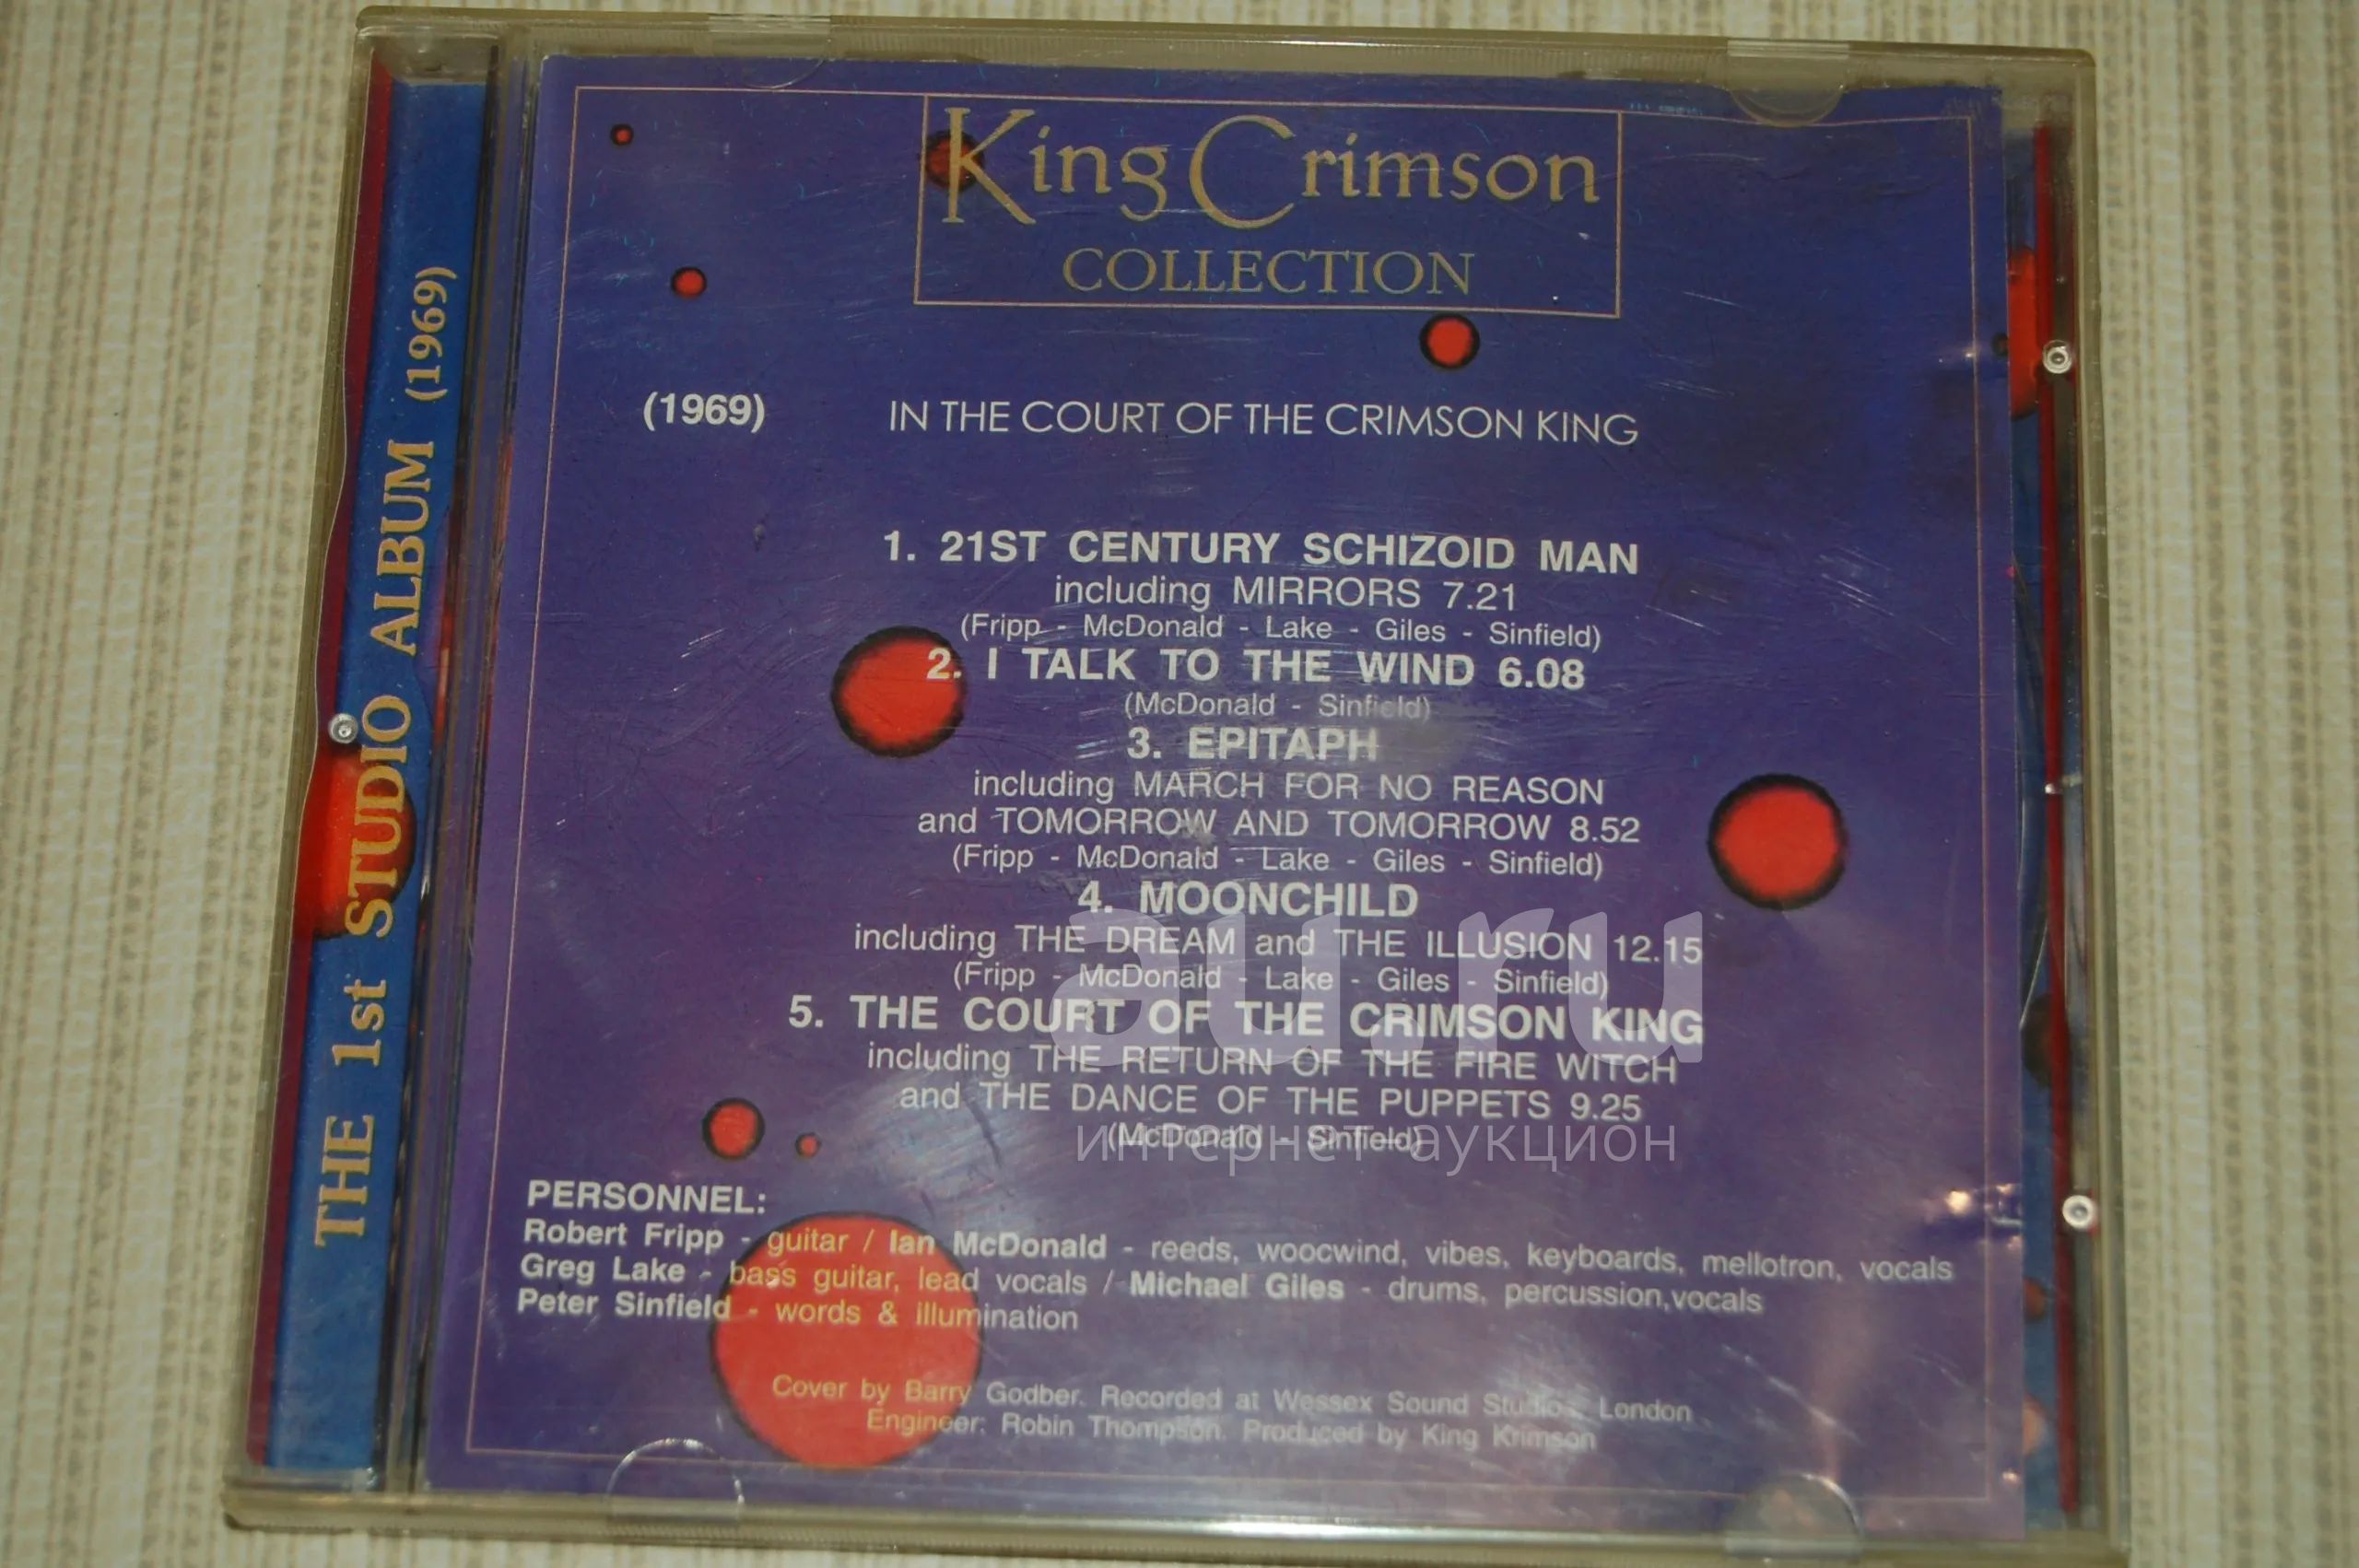 THE 1st STUDIO ALBUM (1969)
King Crimson
COLLECTION
(1969) IN THE COURT OF THE CRIMSON KING
1. 21ST CENTURY SCHIZOID MAN
including MIRRORS 7.21
(Fripp - McDonald - Lake - Giles - Sinfield)
2. I TALK TO THE WIND 6.08
(McDonald - Sinfield)
3. EPITAPH
including MARCH FOR NO REASON
and TOMORROW AND TOMORROW 8.52
(Fripp - McDonald - Lake - Giles - Sinfield)
4. MOONCHILD
including THE DREAM and THE ILLUSION 12.15
(Fripp - McDonald - Lake - Giles - Sinfield)
5. THE COURT OF THE CRIMSON KING
including THE RETURN OF THE FIRE WITCH
and THE DANCE OF THE PUPPETS 9.25
(McDonald - Sinfield)
au.ru
интернет-аукцион
PERSONNEL:
Robert Fripp - guitar / Ian McDonald - reeds, woocwind, vibes, keyboards, mellotron, vocals
Greg Lake - bass guitar, lead vocals / Michael Giles - drums, percussion,vocals
Peter Sinfield - words & illumination
Cover by Barry Godber. Recorded at Wessex Sound Studios, London
Engineer: Robin Thompson. Produced by King Krimson